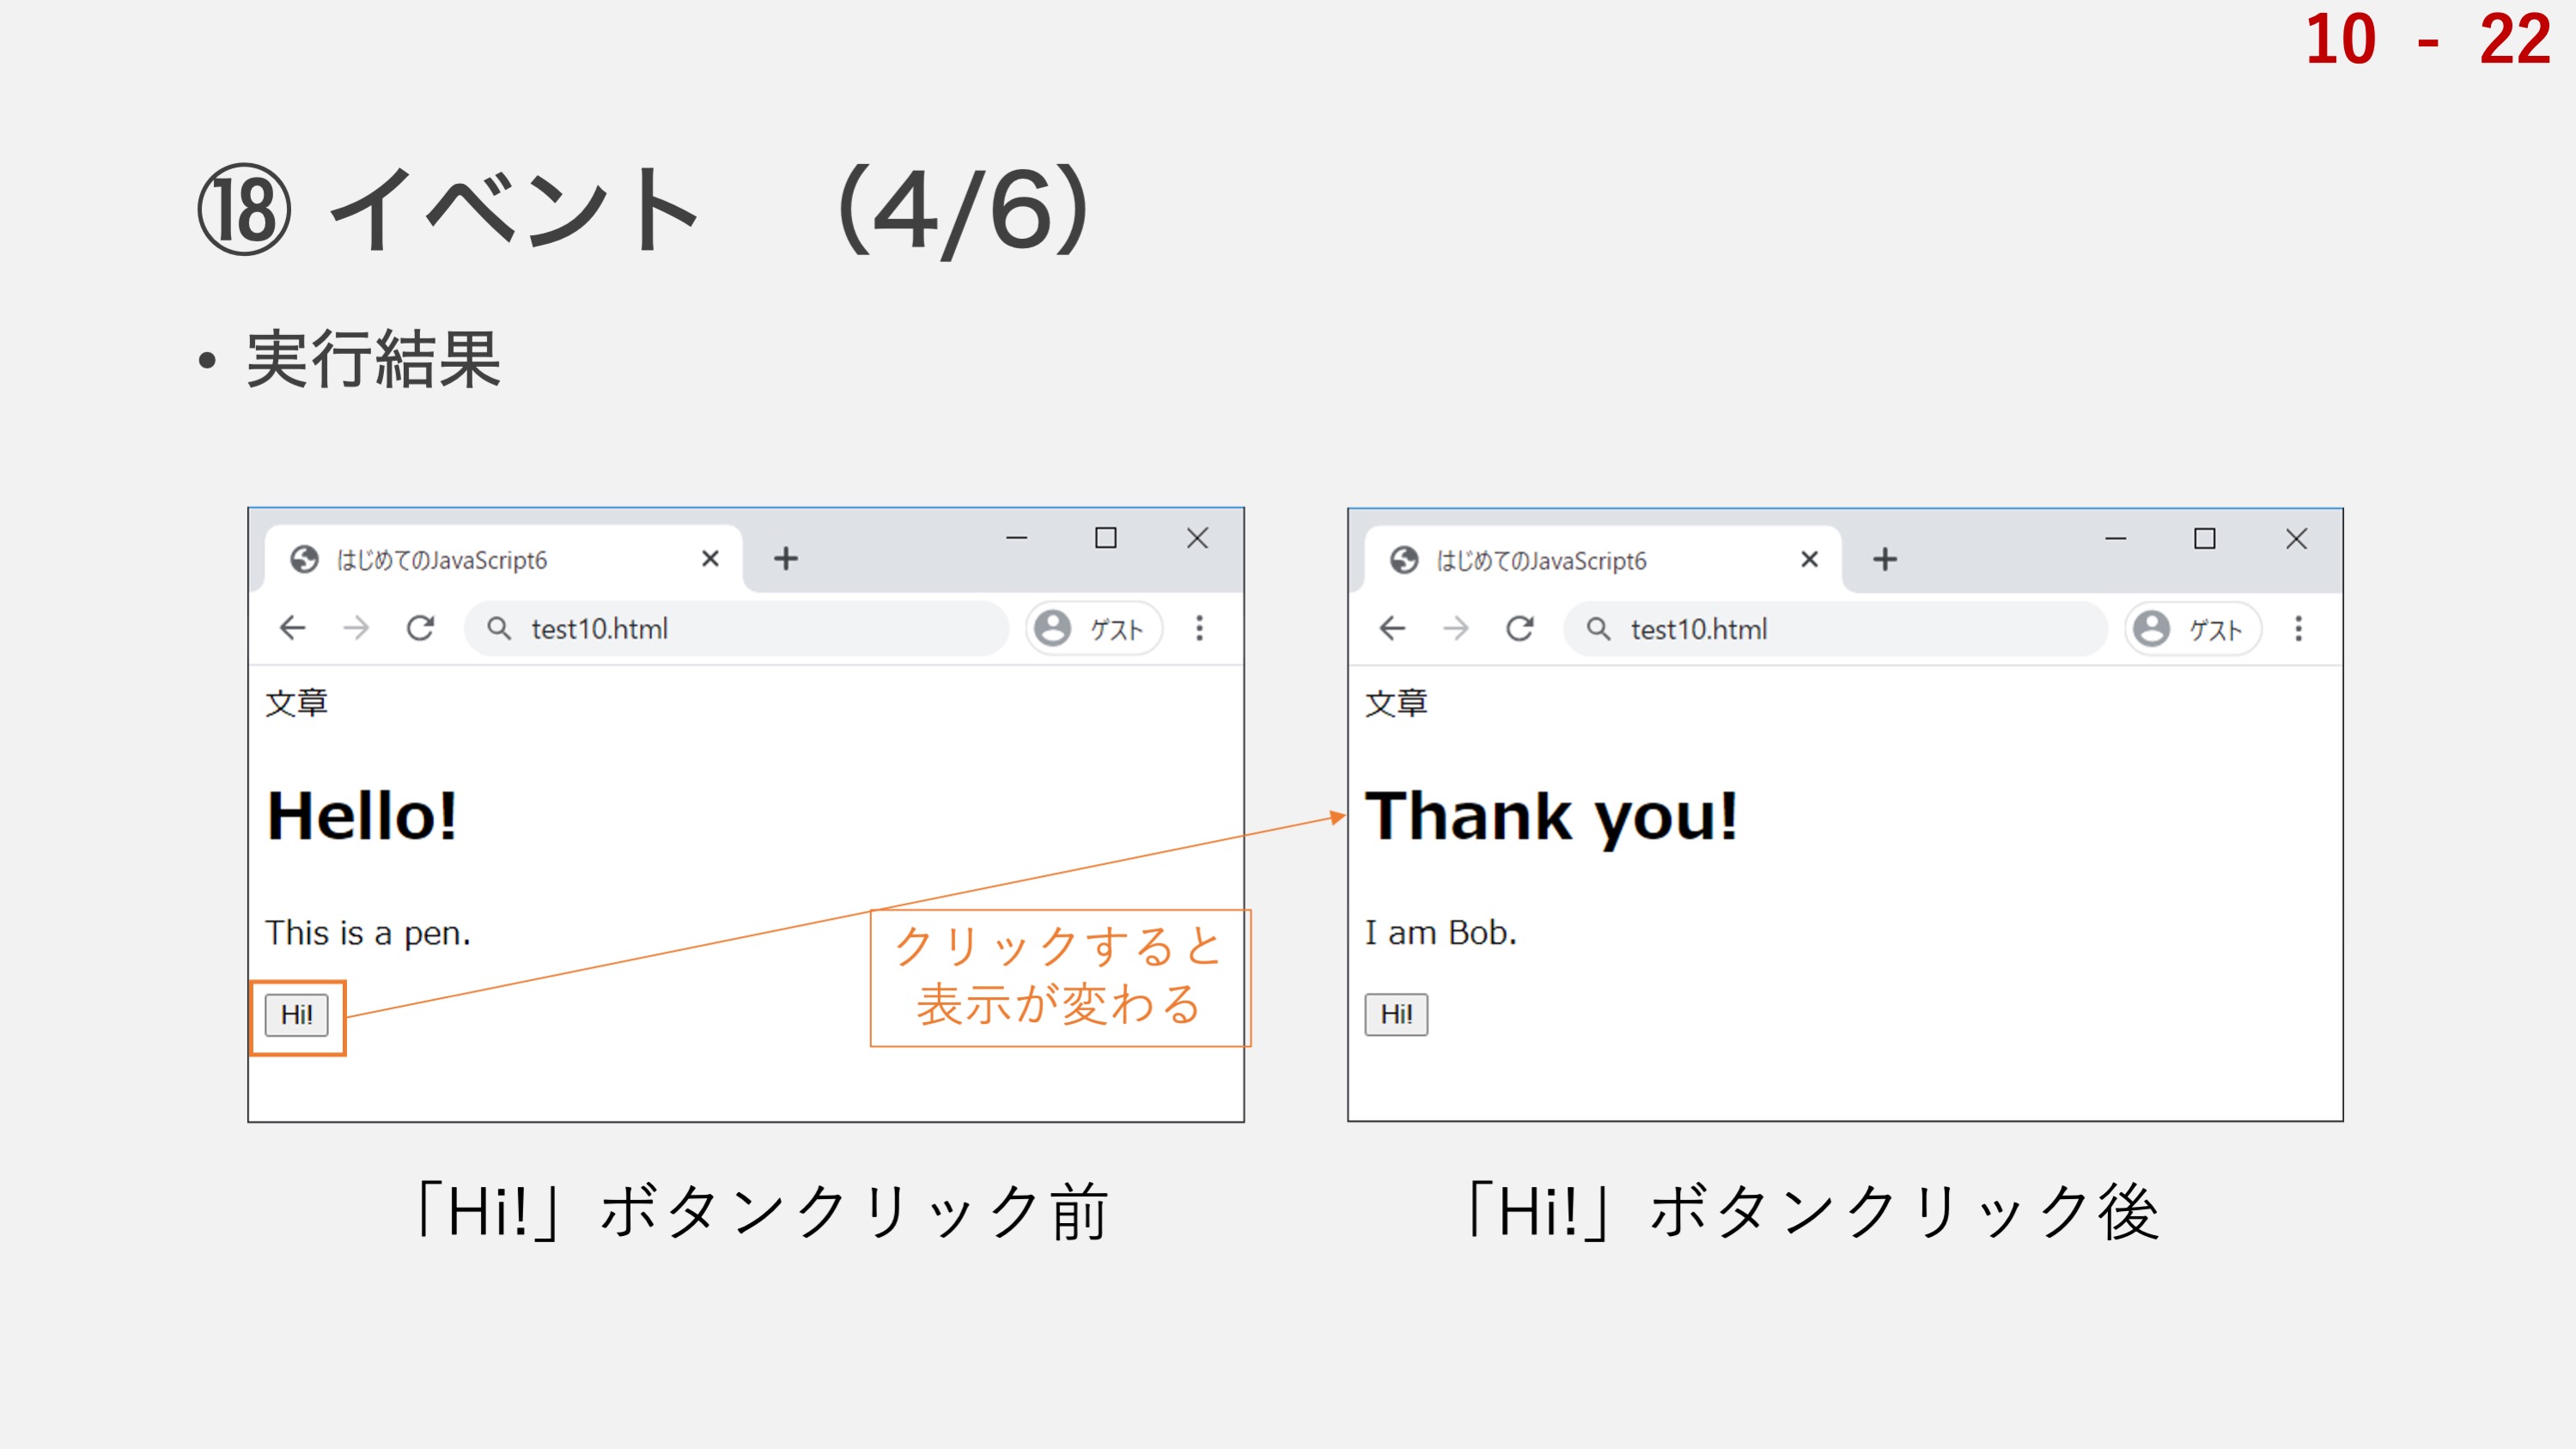 10 - 22
⑱ イベント （4/6）
• 実行結果
はじめてのJavaScript6
test10.html
ゲスト
文章
Hello!
This is a pen.
Hi!
クリックすると
表示が変わる
「Hi!」ボタンクリック前
はじめてのJavaScript6
test10.html
ゲスト
文章
Thank you!
I am Bob.
Hi!
「Hi!」ボタンクリック後